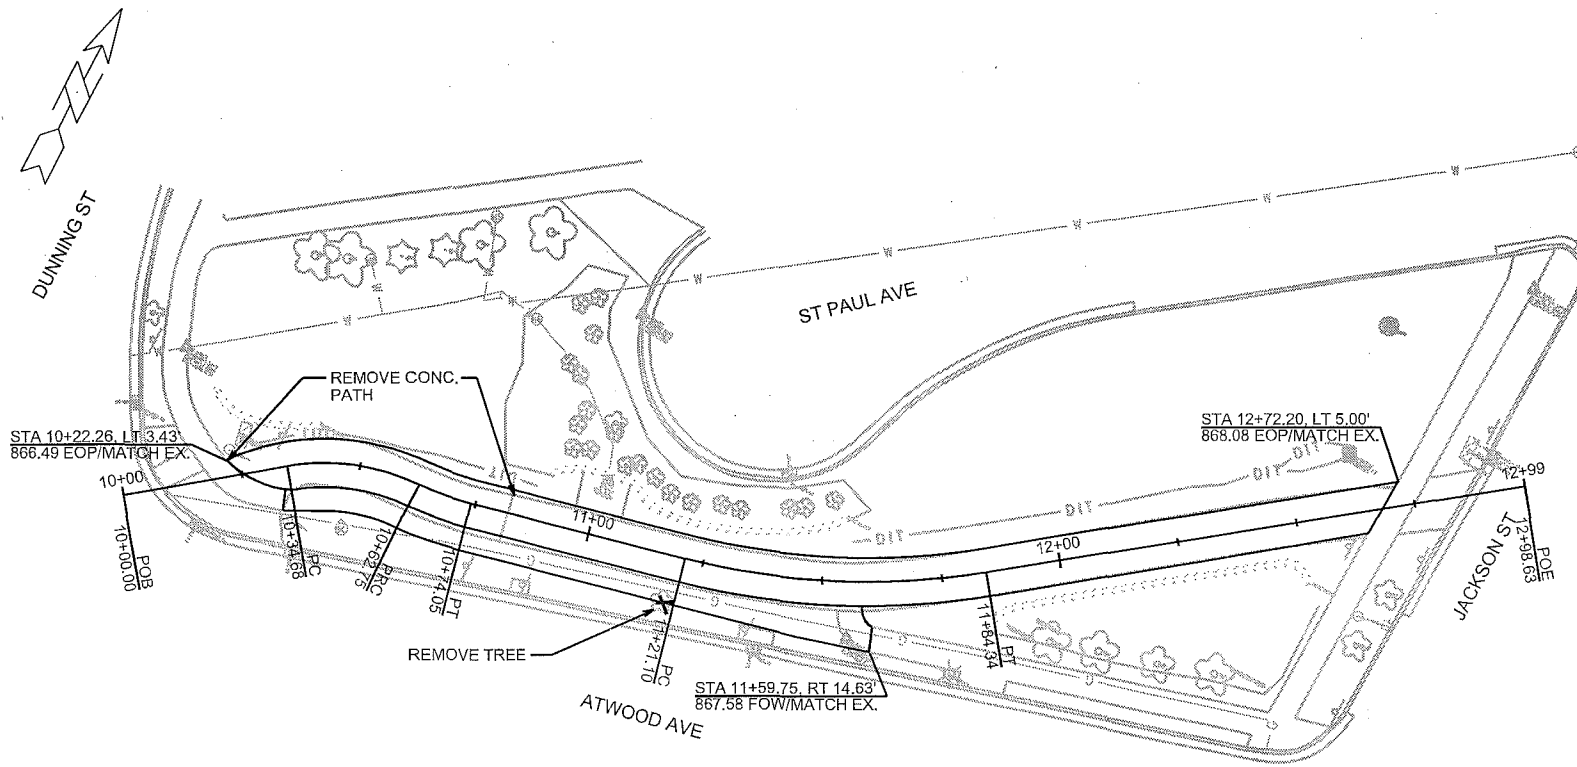 DUNNING ST
ST PAUL AVE
REMOVE CONC.
PATH
STA 10+22.26, LT 3.43'
866.49 EOP/MATCH EX.
STA 12+72.20, LT 5.00'
868.08 EOP/MATCH EX.
10+00
11+00
12+00
12+99
POB
10+00.00
PC
10+34.68
PRC
10+62.75
PT
10+74.05
PC
11+21.10
PT
11+84.34
POE
12+98.63
JACKSON ST
REMOVE TREE
STA 11+59.75, RT 14.63'
867.58 FOW/MATCH EX.
ATWOOD AVE
W
W
W
W
W
W
W
W
DIT
DIT
DIT
DIT
G
G
G
G